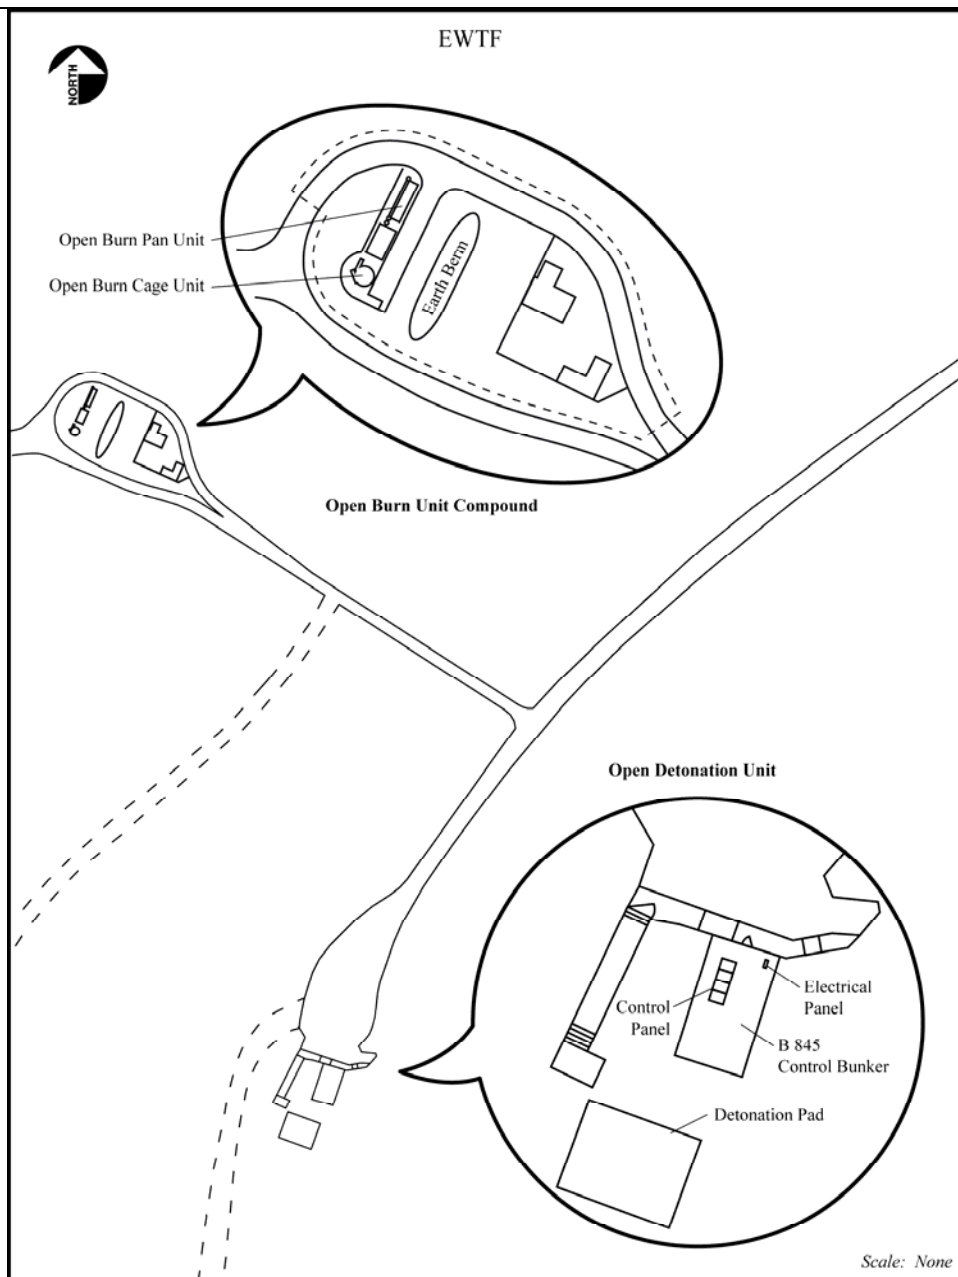 EWTF
NORTH
Open Burn Pan Unit
Open Burn Cage Unit
Earth Berm
Open Burn Unit Compound
Open Detonation Unit
Electrical
Panel
Control
Panel
B 845
Control Bunker
Detonation Pad
Scale: None